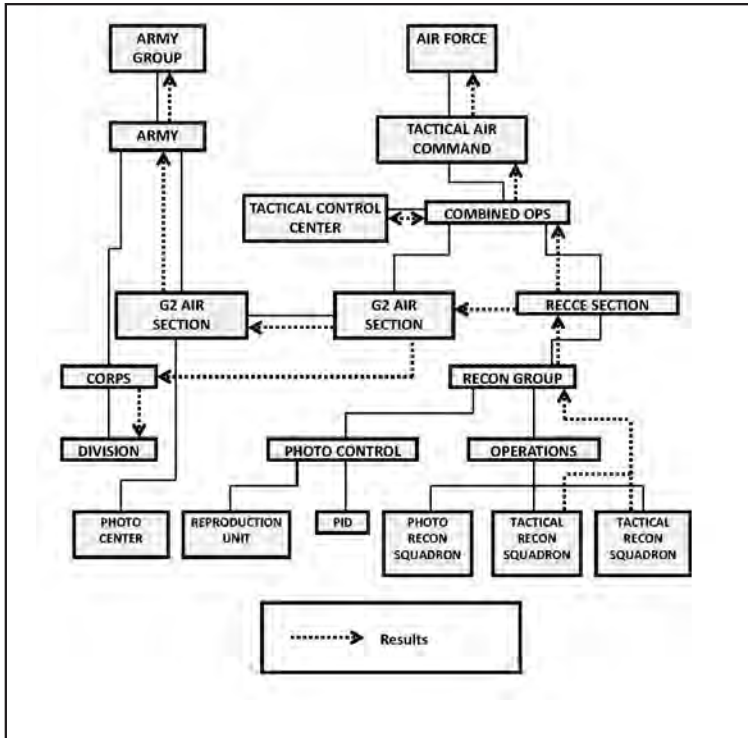 ARMY
GROUP
AIR FORCE
ARMY
TACTICAL AIR
COMMAND
TACTICAL CONTROL
CENTER
COMBINED OPS
G2 AIR
SECTION
G2 AIR
SECTION
RECCE SECTION
CORPS
RECON GROUP
DIVISION
PHOTO CONTROL
OPERATIONS
PHOTO
CENTER
REPRODUCTION
UNIT
PID
PHOTO
RECON
SQUADRON
TACTICAL
RECON
SQUADRON
TACTICAL
RECON
SQUADRON
Results